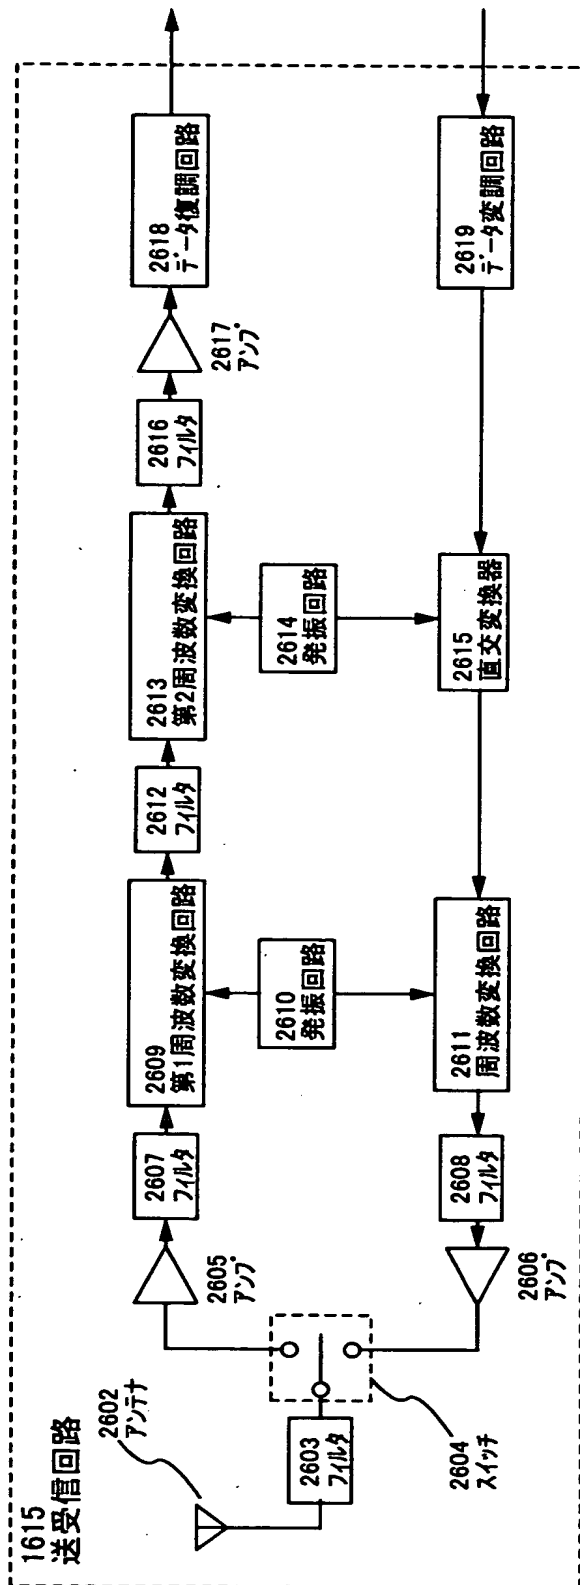 1615
送受信回路
2602
アンテナ
2603
フィルタ
2604
スイッチ
2605
アンプ
2607
フィルタ
2609
第1周波数変換回路
2612
フィルタ
2613
第2周波数変換回路
2616
フィルタ
2617
アンプ
2618
データ復調回路
2610
発振回路
2614
発振回路
2606
アンプ
2608
フィルタ
2611
周波数変換回路
2615
直交変換器
2619
データ変調回路